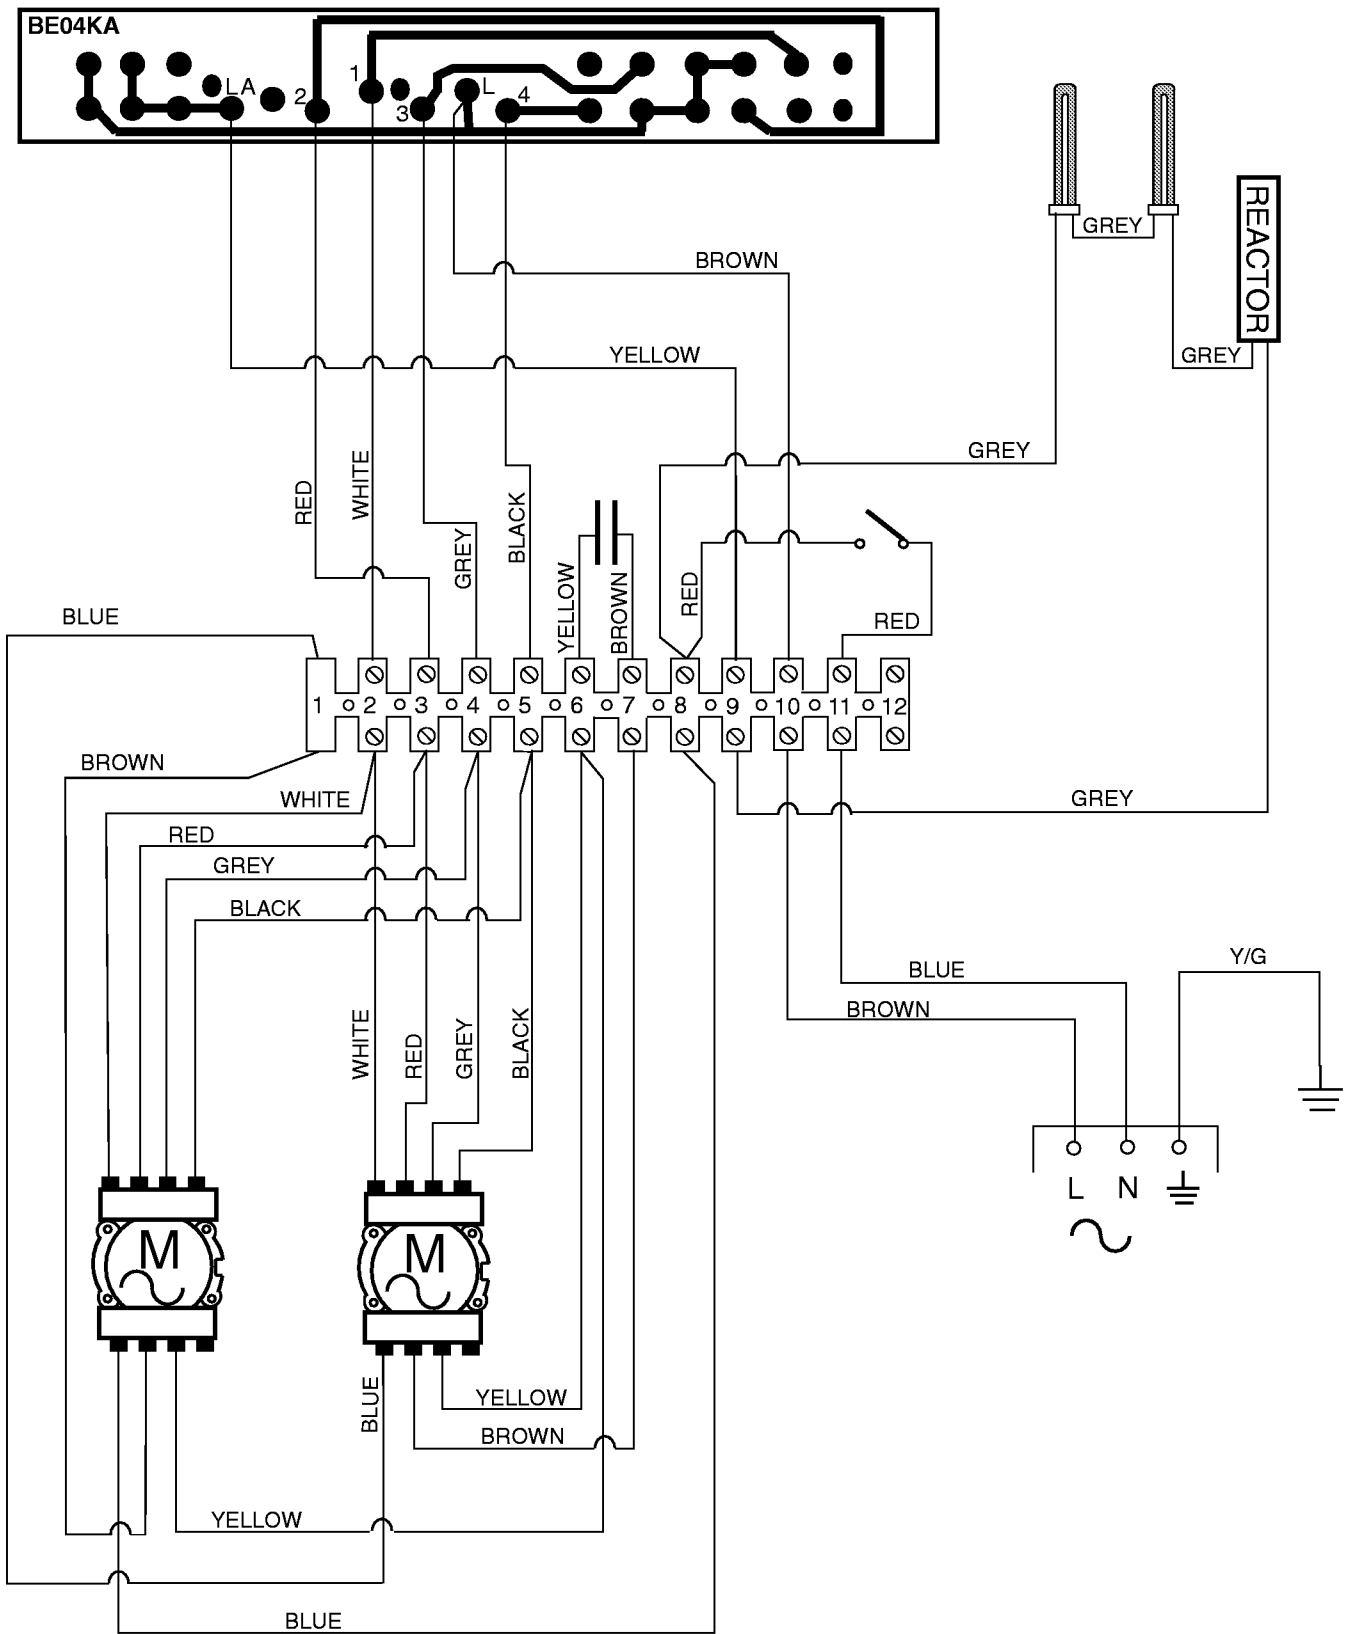 BE04KA
LA
2
1
3
L
4
GREY
REACTOR
BROWN
YELLOW
GREY
GREY
WHITE
RED
BLACK
GREY
YELLOW
BROWN
RED
RED
BLUE
1 2 3 4 5 6 7 8 9 10 11 12
BROWN
WHITE
GREY
RED
GREY
BLACK
Y/G
BLUE
BROWN
WHITE
RED
GREY
BLACK
L N
M
M
BLUE
YELLOW
BROWN
YELLOW
BLUE